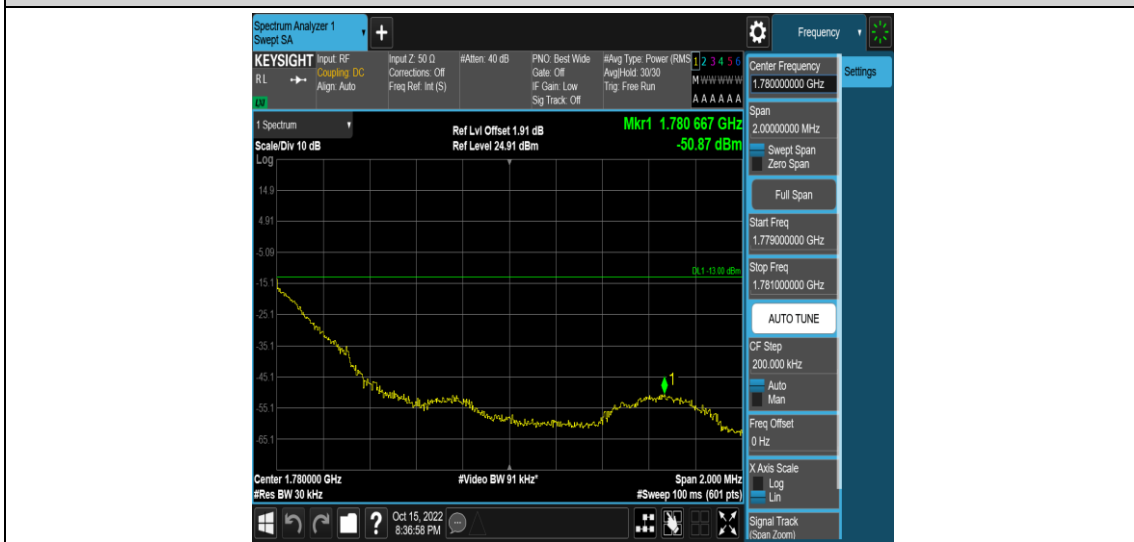 Spectrum Analyzer 1
Swept SA
+
Frequency
KEYSIGHT
RL
LXI
Input: RF
Coupling: DC
Align: Auto
Input Z: 50 Ω
Corrections: Off
Freq Ref: Int (S)
#Atten: 40 dB
PNO: Best Wide
Gate: Off
IF Gain: Low
Sig Track: Off
#Avg Type: Power (RMS
Avg|Hold: 30/30
Trig: Free Run
1 2 3 4 5 6
M W W W W W
A A A A A A
1 Spectrum
Scale/Div 10 dB
Log
Ref Lvl Offset 1.91 dB
Ref Level 24.91 dBm
Mkr1 1.780 667 GHz
-50.87 dBm
14.9
4.91
-5.09
DL1 -13.00 dBm
-15.1
-25.1
-35.1
-45.1
1
-55.1
-65.1
Center 1.780000 GHz
#Video BW 91 kHz*
Span 2.000 MHz
#Res BW 30 kHz
#Sweep 100 ms (601 pts)
?
Oct 15, 2022
8:36:58 PM
Center Frequency
1.780000000 GHz
Settings
Span
2.00000000 MHz
Swept Span
Zero Span
Full Span
Start Freq
1.779000000 GHz
Stop Freq
1.781000000 GHz
AUTO TUNE
CF Step
200.000 kHz
Auto
Man
Freq Offset
0 Hz
X Axis Scale
Log
Lin
Signal Track
(Span Zoom)